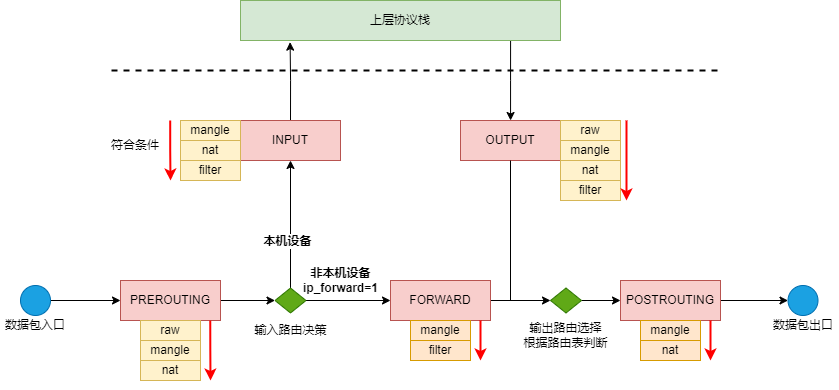 上层协议栈
符合条件
mangle
nat
filter
INPUT
OUTPUT
raw
mangle
nat
filter
本机设备
非本机设备
ip_forward=1
数据包入口
PREROUTING
raw
mangle
nat
输入路由决策
FORWARD
mangle
filter
输出路由选择
根据路由表判断
POSTROUTING
mangle
nat
数据包出口